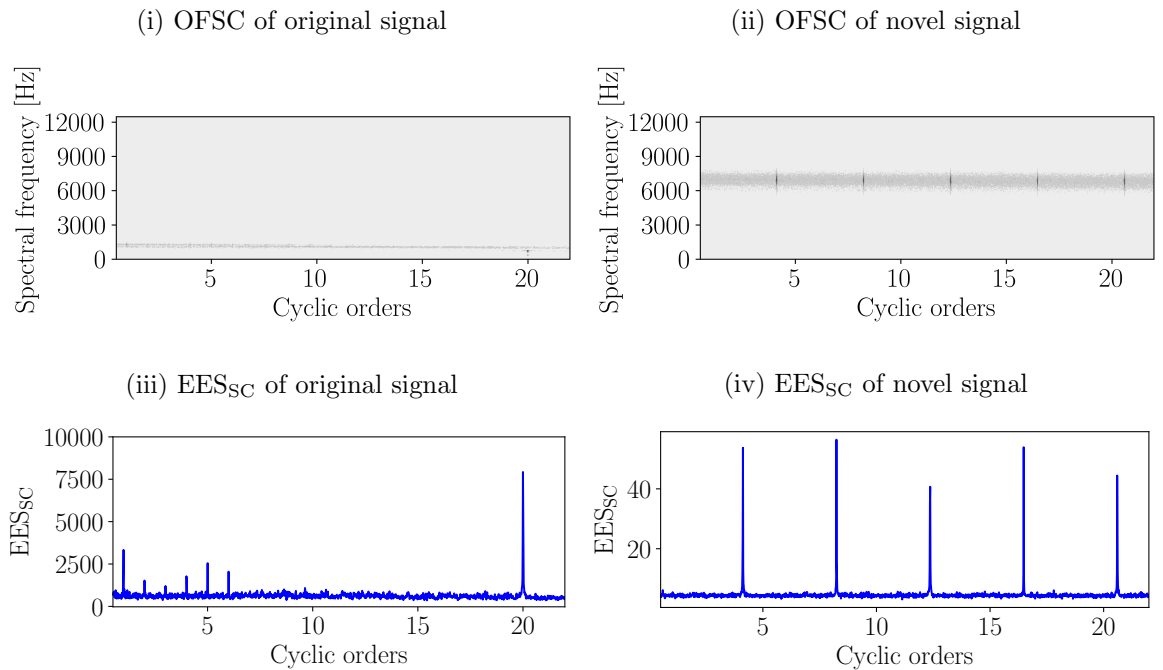 (i) OFSC of original signal
(ii) OFSC of novel signal
Spectral frequency [Hz]
12000
9000
6000
3000
0
5 10 15 20
Cyclic orders
Spectral frequency [Hz]
12000
9000
6000
3000
0
5 10 15 20
Cyclic orders
(iii) EES_SC of original signal
(iv) EES_SC of novel signal
EES_SC
10000
7500
5000
2500
0
5 10 15 20
Cyclic orders
EES_SC
40
20
5 10 15 20
Cyclic orders